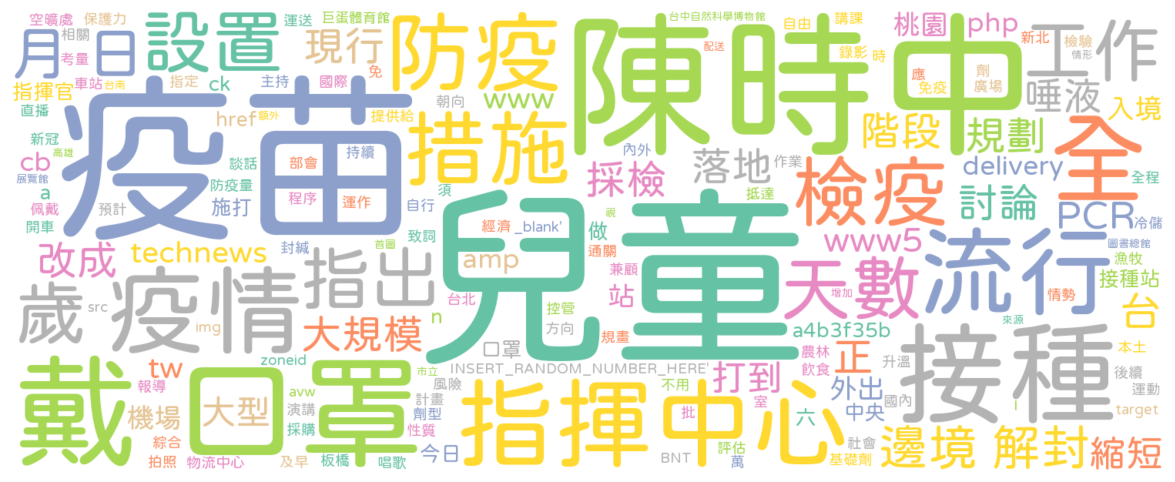 空曠處 保護力 運送 巨蛋體育館 台中自然科學博物館 自由 講課 桃園 php 工作
月 日 相關 設置 現行 防疫 陳時中 配送 錄影 時 新北 檢驗 情形
考量 車站 台南 指定 主持 國際 免 應 免疫 劑 廣場
指揮官 直播 ck 朝向 www 唾液 入境
疫苗 href 額外 提供給 措施 階段 規劃
新冠 高雄 談話 部會 持續 內外 落地 作業 檢疫 全
cb 展覽館 採檢 delivery 全程
a 防疫量 程序 運作 須 兒童 抵達 討論 PCR 冷儲
佩戴 預計 施打 自行 視
開車 封緘 致詞 經濟 _blank' 做 通關 www5 流行 圖書總館
改成 technews 普圖 amp 兼顧 天數 漁牧
歲 疫情 指出 台北 站 控管 增加 情勢 接種站
src img 大規模 n 方向 規畫 a4b3f35b 來源 台
zoneid 口罩 農林 正 升溫 接種 本土
戴口罩 tw 市立 INSERT_RANDOM_NUMBER_HERE' 打到 飲食 後續
報導 avw 風險 不用 外出 國內 運動
機場 大型 演講 計畫 指揮中心 批 室 六 中央 l target
採購 劑型
綜合 性質 社會 邊境 解封 縮短
拍照 物流中心 及早 板橋 唱歌 今日 BNT 評估 萬 基礎劑